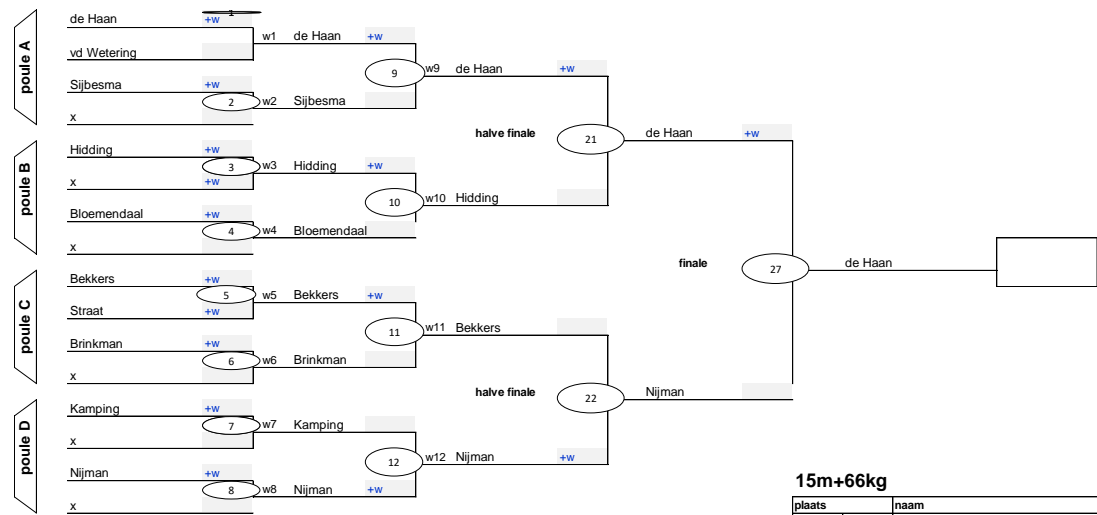 1
de Haan +w
w1 de Haan +w
vd Wetering
poule A
9 w9 de Haan +w
Sijbesma +w
2 w2 Sijbesma
x
halve finale 21 de Haan +w
Hidding +w
3 w3 Hidding +w
x +w
poule B
10 w10 Hidding
Bloemendaal +w
4 w4 Bloemendaal
x
finale 27 de Haan
Bekkers +w
5 w5 Bekkers +w
Straat +w
poule C
11 w11 Bekkers
Brinkman +w
6 w6 Brinkman
x
halve finale 22 Nijman
Kamping +w
7 w7 Kamping
x
poule D
12 w12 Nijman +w
Nijman +w
8 w8 Nijman +w
x
15m+66kg
plaats naam